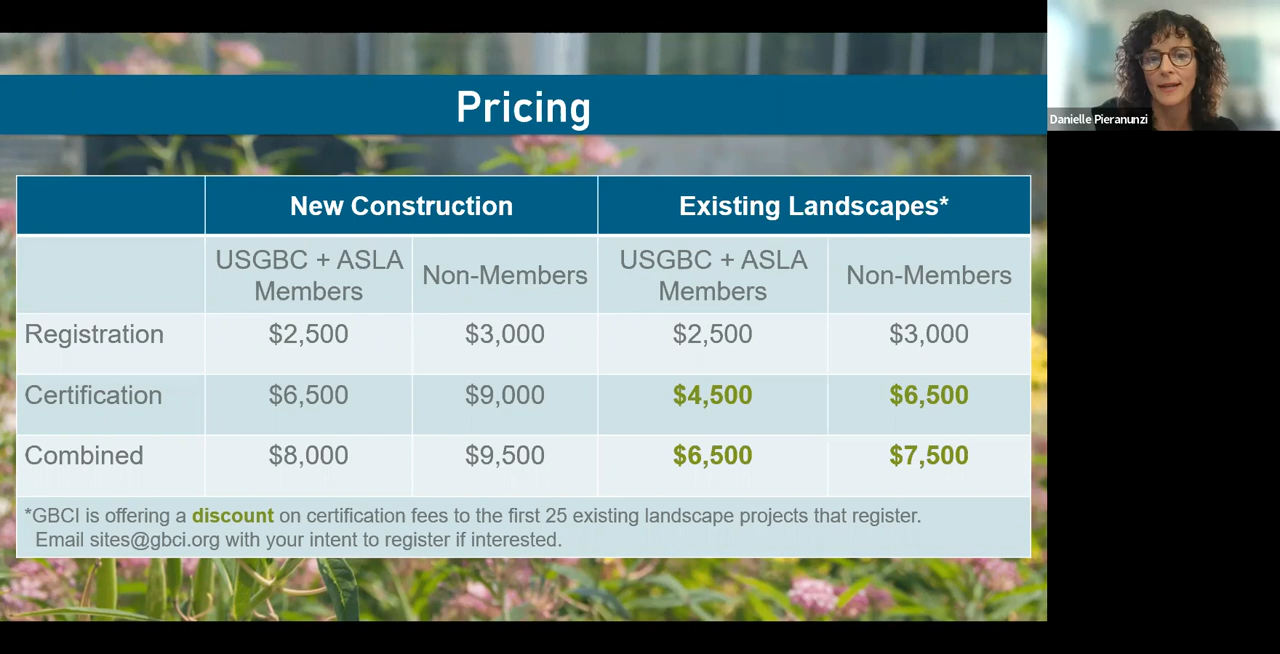 Pricing
Danielle Pieranunzi
New Construction
Existing Landscapes*
USGBC + ASLA
Members
Non-Members
USGBC + ASLA
Members
Non-Members
Registration $2,500 $3,000 $2,500 $3,000
Certification $6,500 $9,000 $4,500 $6,500
Combined $8,000 $9,500 $6,500 $7,500
*GBCI is offering a discount on certification fees to the first 25 existing landscape projects that register.
Email sites@gbci.org with your intent to register if interested.